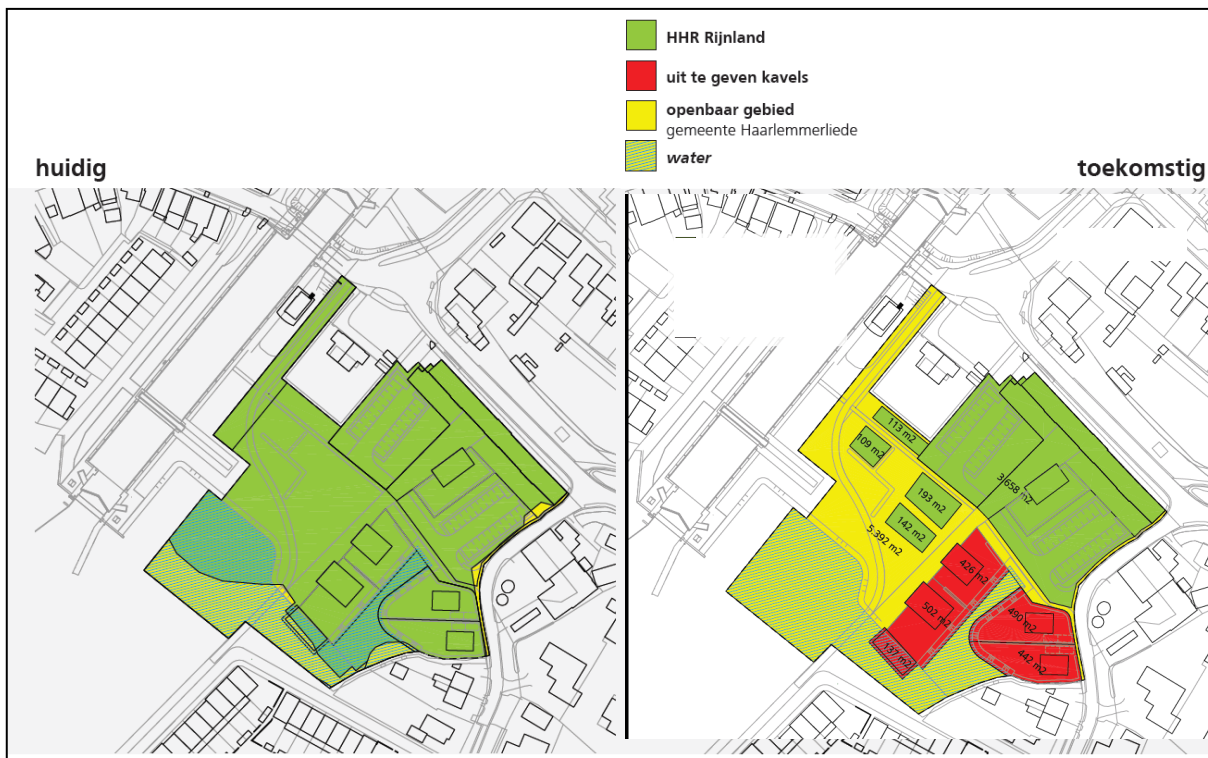 HHR Rijnland
uit te geven kavels
openbaar gebied
gemeente Haarlemmerliede
water
huidig
toekomstig
113 m2
109 m2
193 m2
3.658 m2
142 m2
5.392 m2
426 m2
502 m2
490 m2
137 m2
442 m2